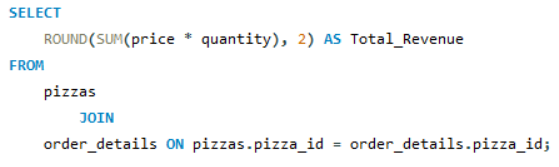 SELECT
ROUND(SUM(price * quantity), 2) AS Total_Revenue
FROM
pizzas
JOIN
order_details ON pizzas.pizza_id = order_details.pizza_id;